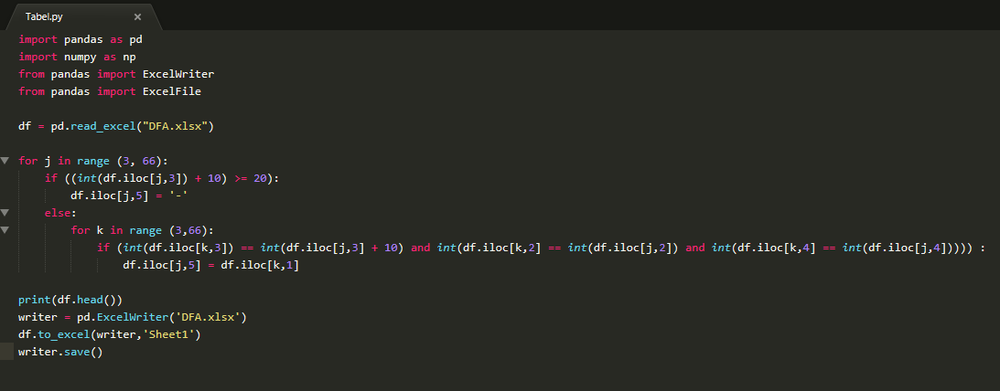 Tabel.py ×
import pandas as pd
import numpy as np
from pandas import ExcelWriter
from pandas import ExcelFile
df = pd.read_excel("DFA.xlsx")
for j in range (3, 66):
if ((int(df.iloc[j,3]) + 10) >= 20):
df.iloc[j,5] = '-'
else:
for k in range (3,66):
if (int(df.iloc[k,3]) == int(df.iloc[j,3] + 10) and int(df.iloc[k,2] == int(df.iloc[j,2]) and int(df.iloc[k,4] == int(df.iloc[j,4])))) :
df.iloc[j,5] = df.iloc[k,1]
print(df.head())
writer = pd.ExcelWriter('DFA.xlsx')
df.to_excel(writer,'Sheet1')
writer.save()